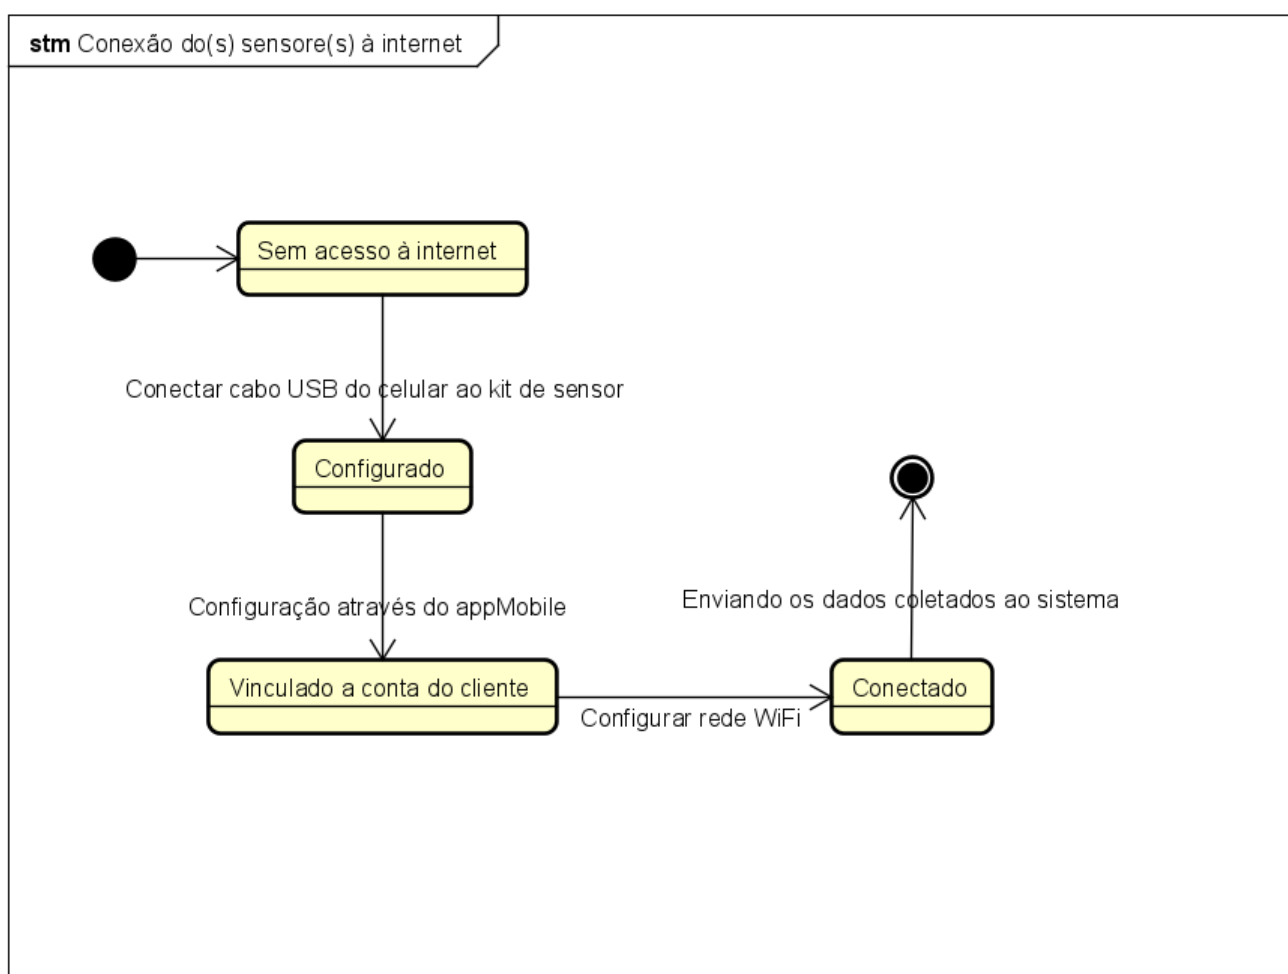 stm Conexão do(s) sensore(s) à internet
Sem acesso à internet
Conectar cabo USB do celular ao kit de sensor
Configurado
Configuração através do appMobile
Enviando os dados coletados ao sistema
Vinculado a conta do cliente
Configurar rede WiFi
Conectado